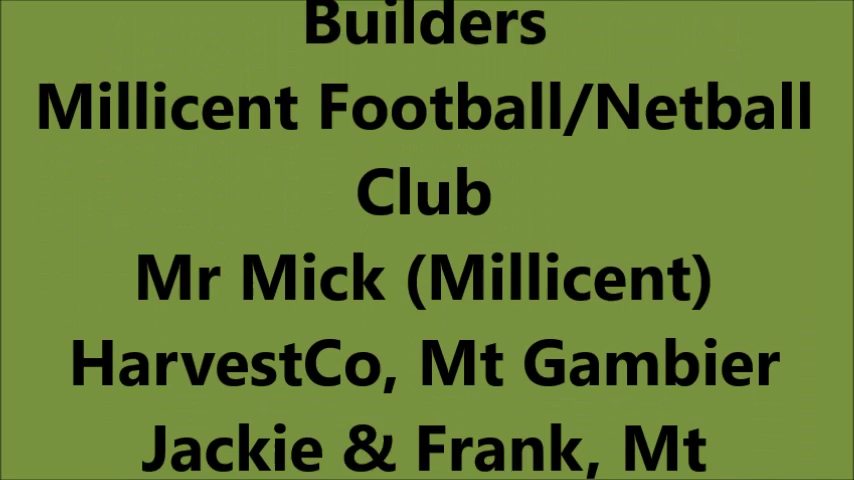 Builders
Millicent Football/Netball
Club
Mr Mick (Millicent)
HarvestCo, Mt Gambier
Jackie & Frank, Mt